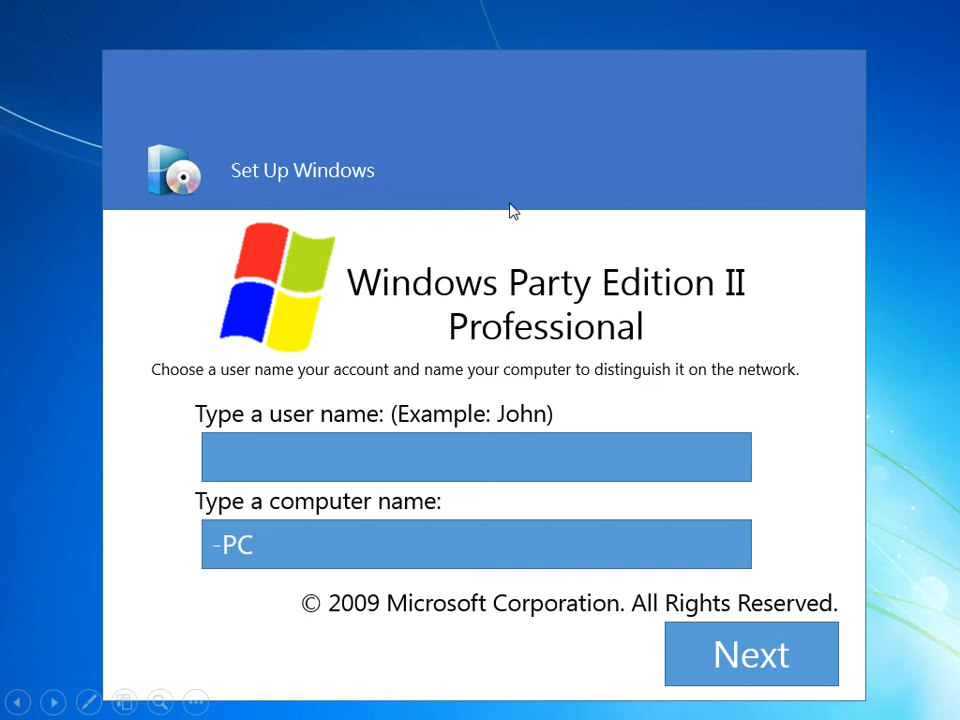 Set Up Windows
Windows Party Edition II
Professional
Choose a user name your account and name your computer to distinguish it on the network.
Type a user name: (Example: John)
Type a computer name:
-PC
© 2009 Microsoft Corporation. All Rights Reserved.
Next